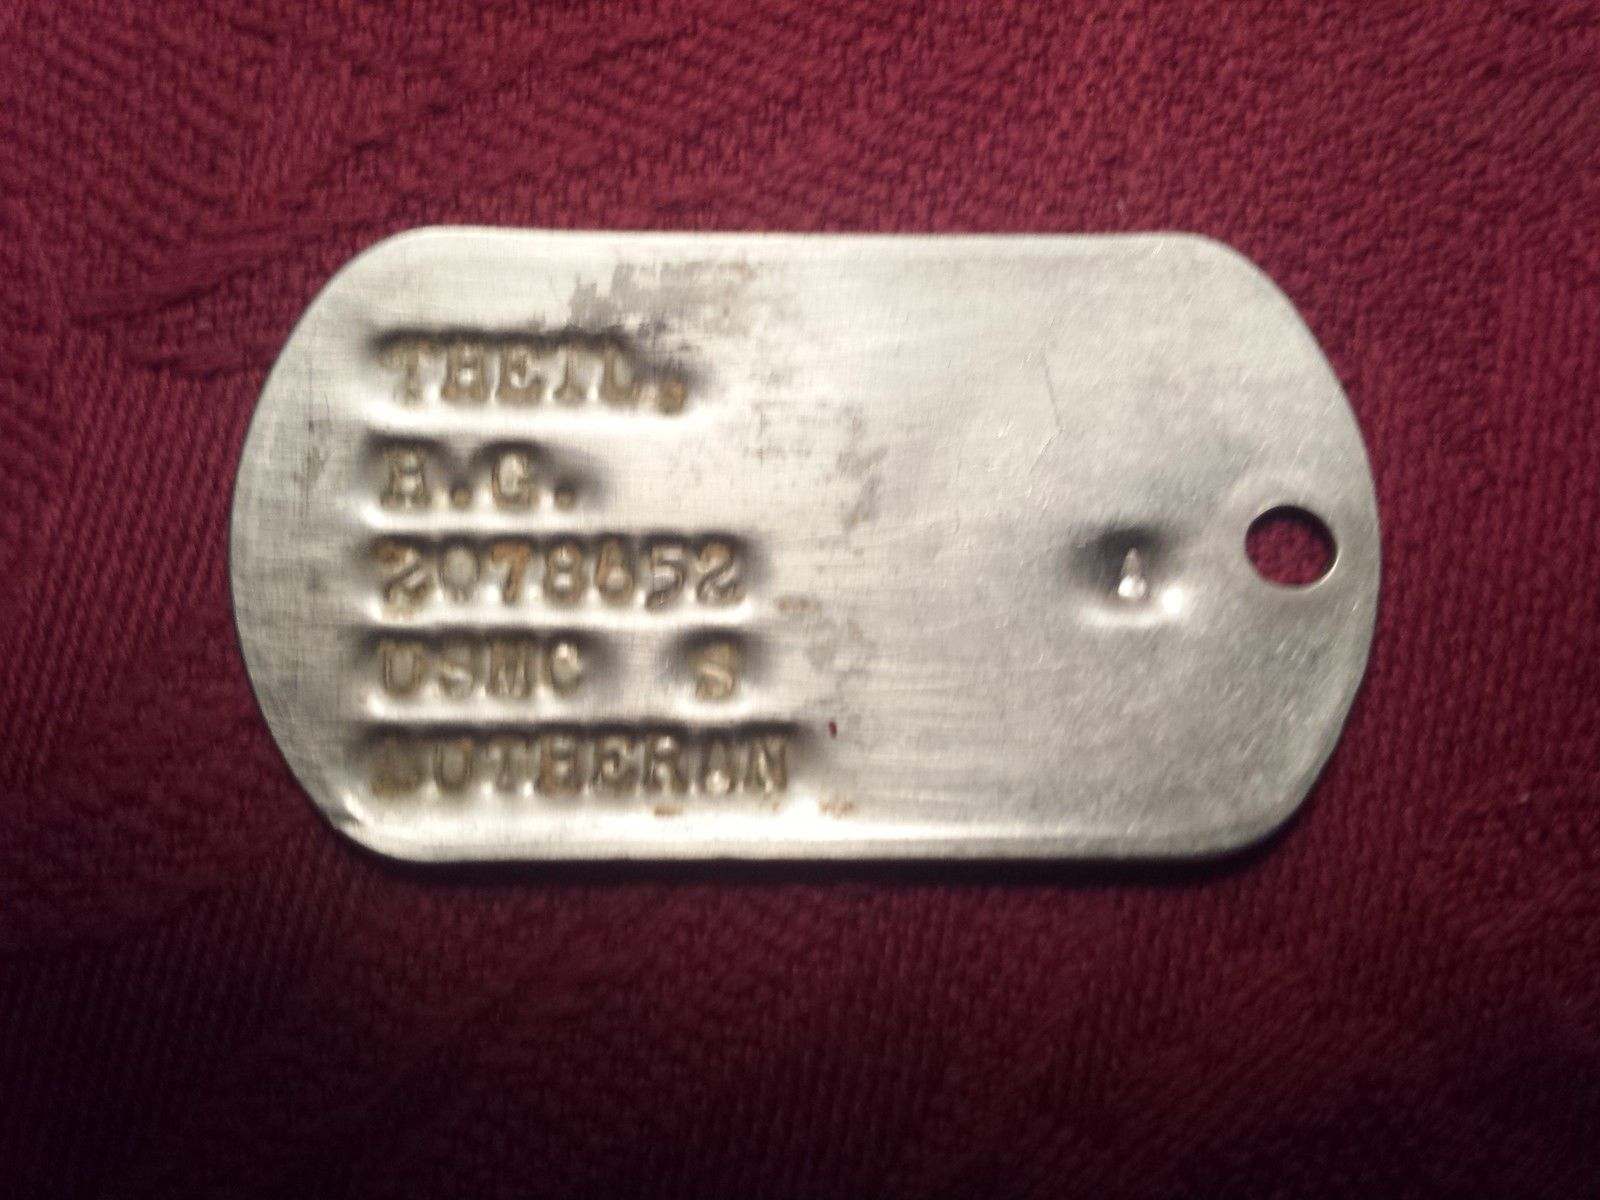 THEIL,
R.G.
2078652
USMC S
LUTHERAN
A